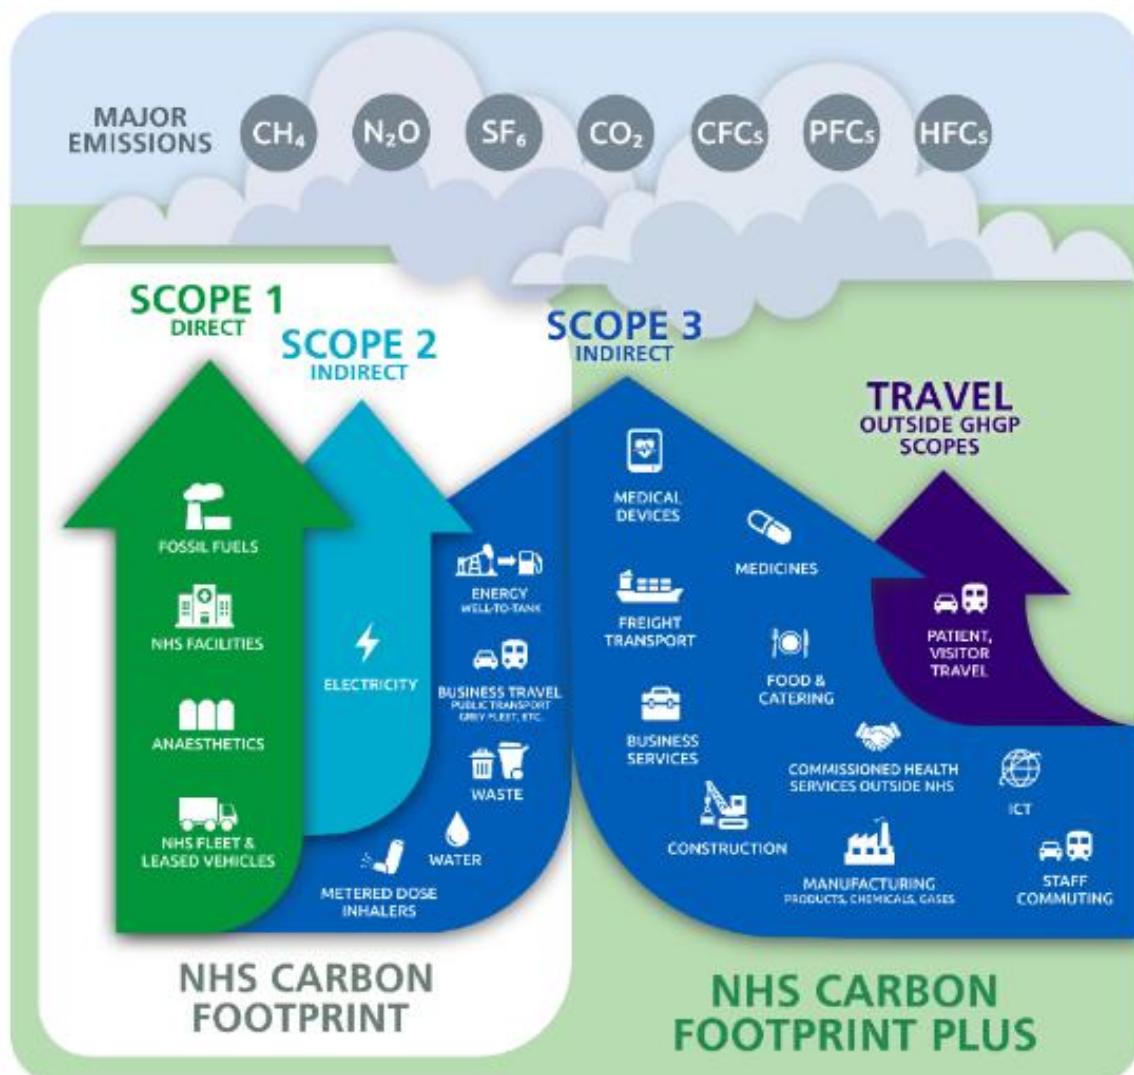 MAJOR
EMISSIONS
CH₄
N₂O
SF₆
CO₂
CFCs
PFCs
HFCs
SCOPE 1
DIRECT
SCOPE 2
INDIRECT
SCOPE 3
INDIRECT
TRAVEL
OUTSIDE GHGP
SCOPES
FOSSIL FUELS
NHS FACILITIES
ANAESTHETICS
NHS FLEET &
LEASED VEHICLES
ELECTRICITY
ENERGY
WELL-TO-TANK
BUSINESS TRAVEL
PUBLIC TRANSPORT
GREY FLEET, ETC.
WASTE
WATER
METERED DOSE
INHALERS
MEDICAL
DEVICES
MEDICINES
FREIGHT
TRANSPORT
FOOD &
CATERING
BUSINESS
SERVICES
COMMISSIONED HEALTH
SERVICES OUTSIDE NHS
CONSTRUCTION
MANUFACTURING
PRODUCTS, CHEMICALS, GASES
ICT
STAFF
COMMUTING
PATIENT,
VISITOR
TRAVEL
NHS CARBON
FOOTPRINT
NHS CARBON
FOOTPRINT PLUS